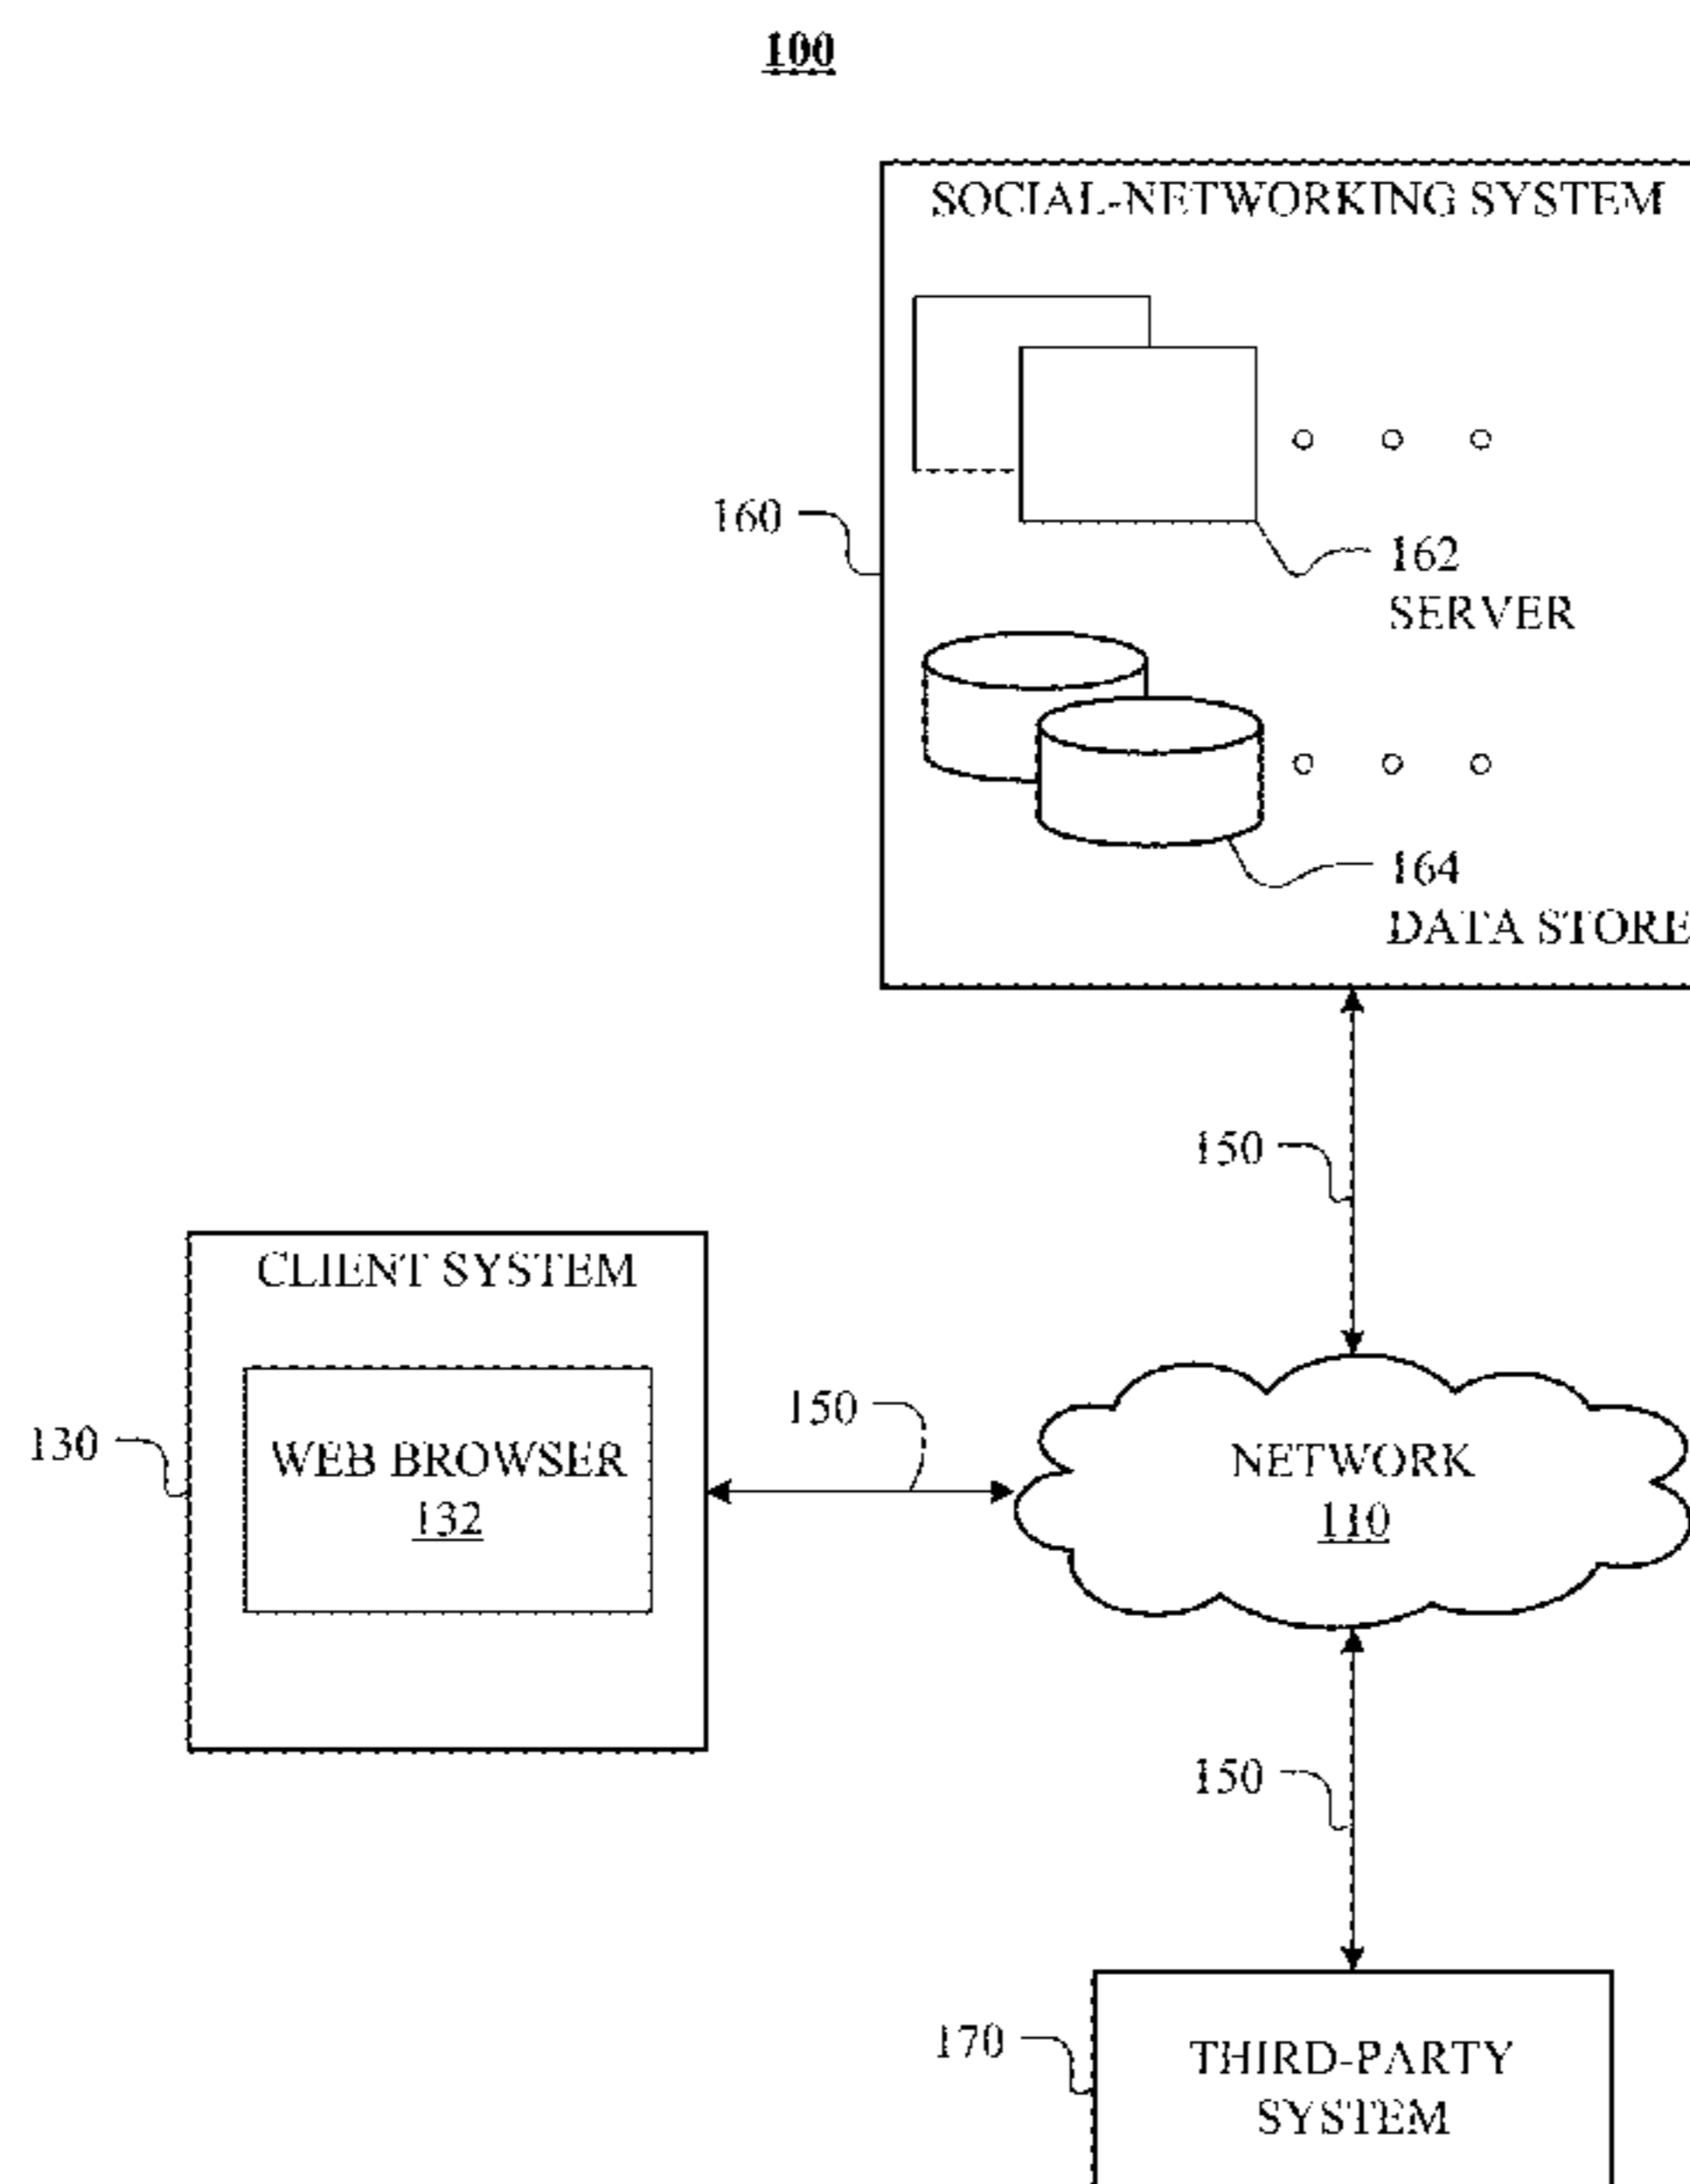 100
SOCIAL-NETWORKING SYSTEM
160
162
SERVER
164
DATA STORE
150
CLIENT SYSTEM
150
130
WEB BROWSER
132
NETWORK
110
150
170
THIRD-PARTY
SYSTEM